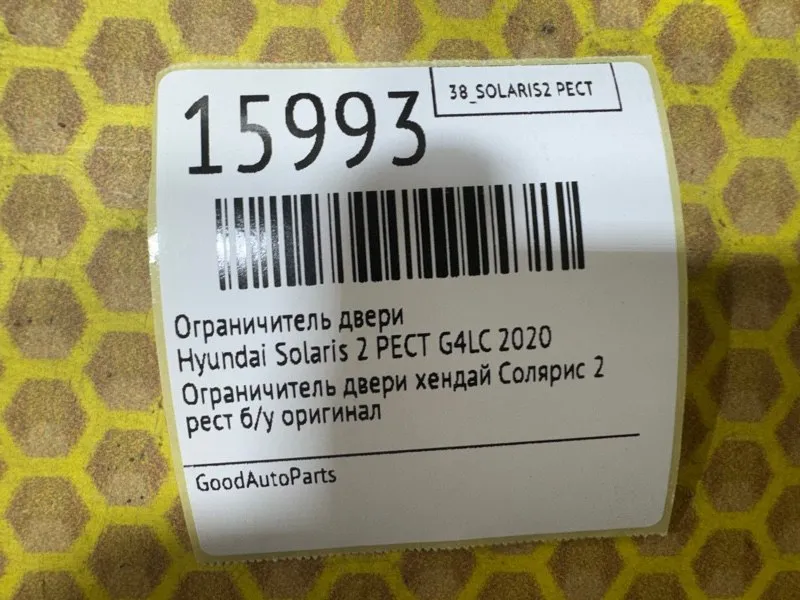 15993
38_SOLARIS2 РЕСТ
Ограничитель двери
Hyundai Solaris 2 РЕСТ G4LC 2020
Ограничитель двери хендай Солярис 2
рест б/у оригинал
GoodAutoParts